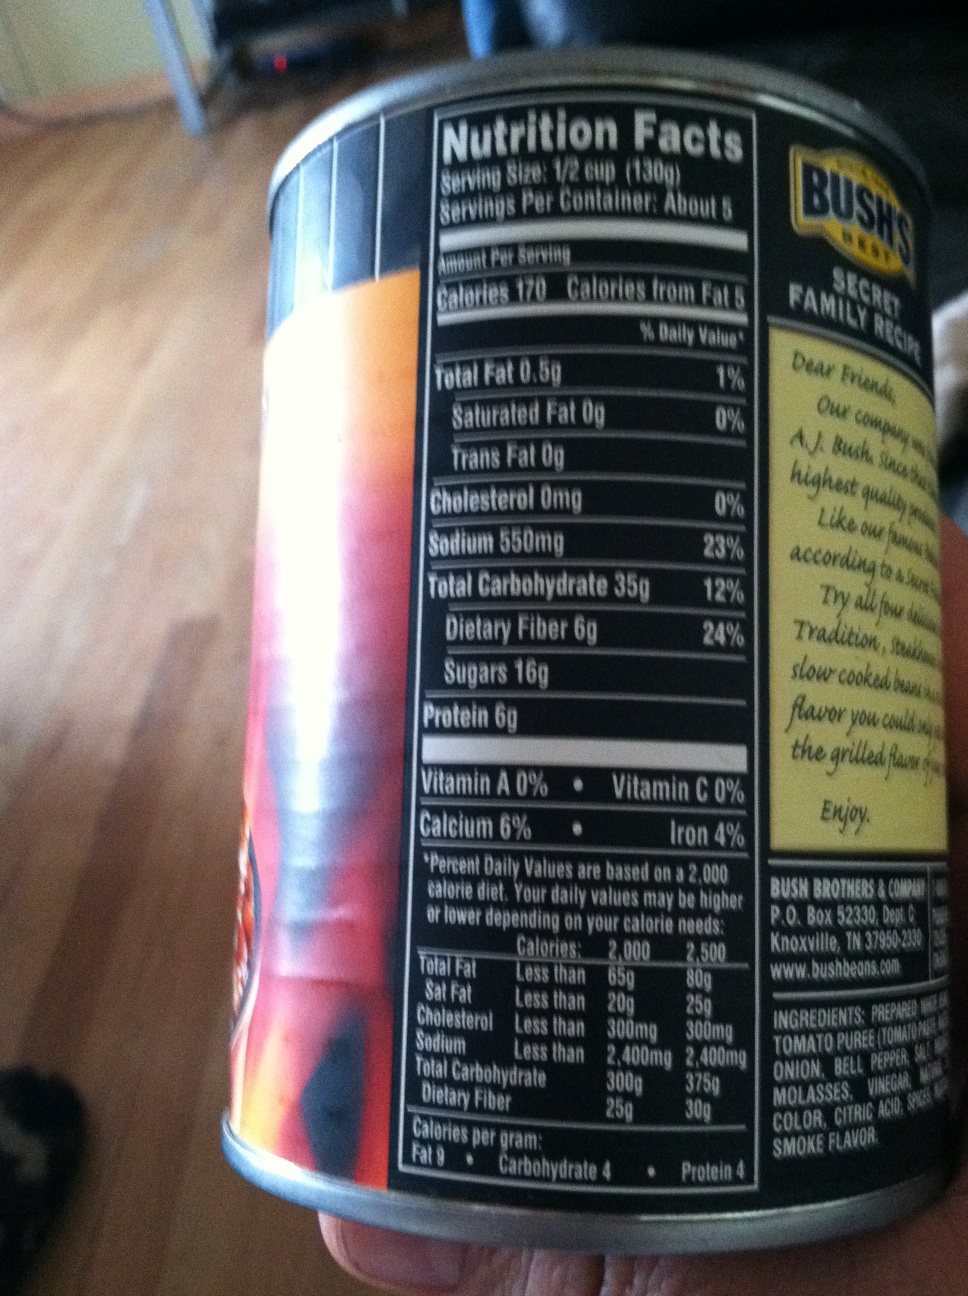 Nutrition Facts
Serving Size: 1/2 cup (130g)
Servings Per Container: About 5
Amount Per Serving
Calories 170 Calories from Fat 5
% Daily Value*
Total Fat 0.5g 1%
Saturated Fat 0g 0%
Trans Fat 0g
Cholesterol 0mg 0%
Sodium 550mg 23%
Total Carbohydrate 35g 12%
Dietary Fiber 6g 24%
Sugars 16g
Protein 6g
Vitamin A 0% • Vitamin C 0%
Calcium 6% • Iron 4%
*Percent Daily Values are based on a 2,000
calorie diet. Your daily values may be higher
or lower depending on your calorie needs:
Calories: 2,000 2,500
Total Fat Less than 65g 80g
Sat Fat Less than 20g 25g
Cholesterol Less than 300mg 300mg
Sodium Less than 2,400mg 2,400mg
Total Carbohydrate 300g 375g
Dietary Fiber 25g 30g
Calories per gram:
Fat 9 • Carbohydrate 4 • Protein 4
BUSH'S
BEST
SECRET
FAMILY RECIPE
Dear Friends,
Our company
A.J. Bush. Since
highest quality
Like our famous
according to a Secret
Try all four
Tradition,
slow cooked beans
flavor you could only
the grilled flavor of
Enjoy.
BUSH BROTHERS & COMPANY
P.O. Box 52330, Dept. C
Knoxville, TN 37950-2330
www.bushbeans.com
INGREDIENTS: PREPARED
TOMATO PUREE (TOMATO
ONION, BELL PEPPER, SALT,
MOLASSES, VINEGAR,
COLOR, CITRIC ACID, SPICES,
SMOKE FLAVOR.